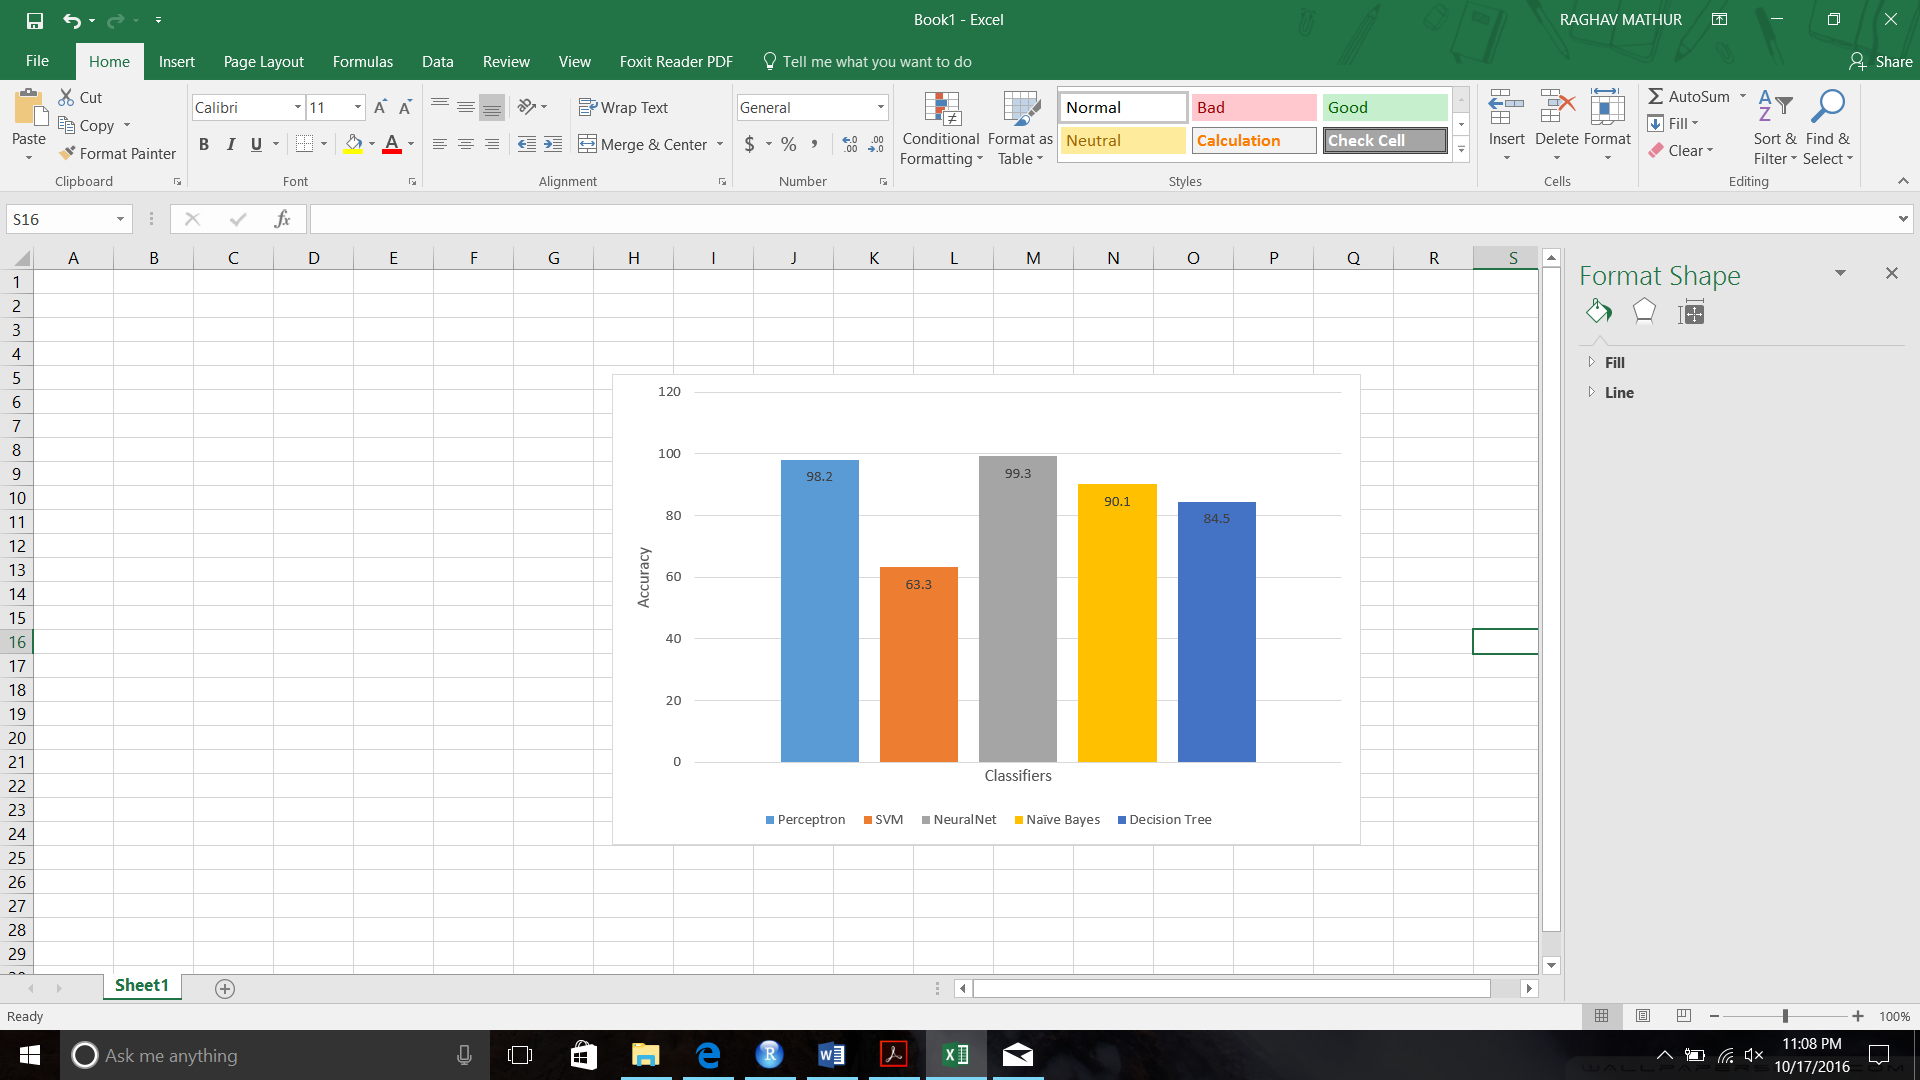 Book1 - Excel
RAGHAV MATHUR
File Home Insert Page Layout Formulas Data Review View Foxit Reader PDF Tell me what you want to do Share
Paste
Cut
Copy
Format Painter
Clipboard
Calibri 11
B I U
Font
Wrap Text
Merge & Center
Alignment
General
$ % ,
Number
Conditional Formatting
Format as Table
Normal Bad Good
Neutral Calculation Check Cell
Styles
Insert Delete Format
Cells
AutoSum
Fill
Clear
Sort & Filter
Find & Select
Editing
S16
fx
A B C D E F G H I J K L M N O P Q R S
1
2
3
4
5
6
7
8
9
10
11
12
13
14
15
16
17
18
19
20
21
22
23
24
25
26
27
28
29
120
100
80
60
40
20
0
Accuracy
98.2
63.3
99.3
90.1
84.5
Classifiers
Perceptron SVM NeuralNet Naïve Bayes Decision Tree
Format Shape
Fill
Line
Sheet1
Ready
100%
Ask me anything
11:08 PM
10/17/2016